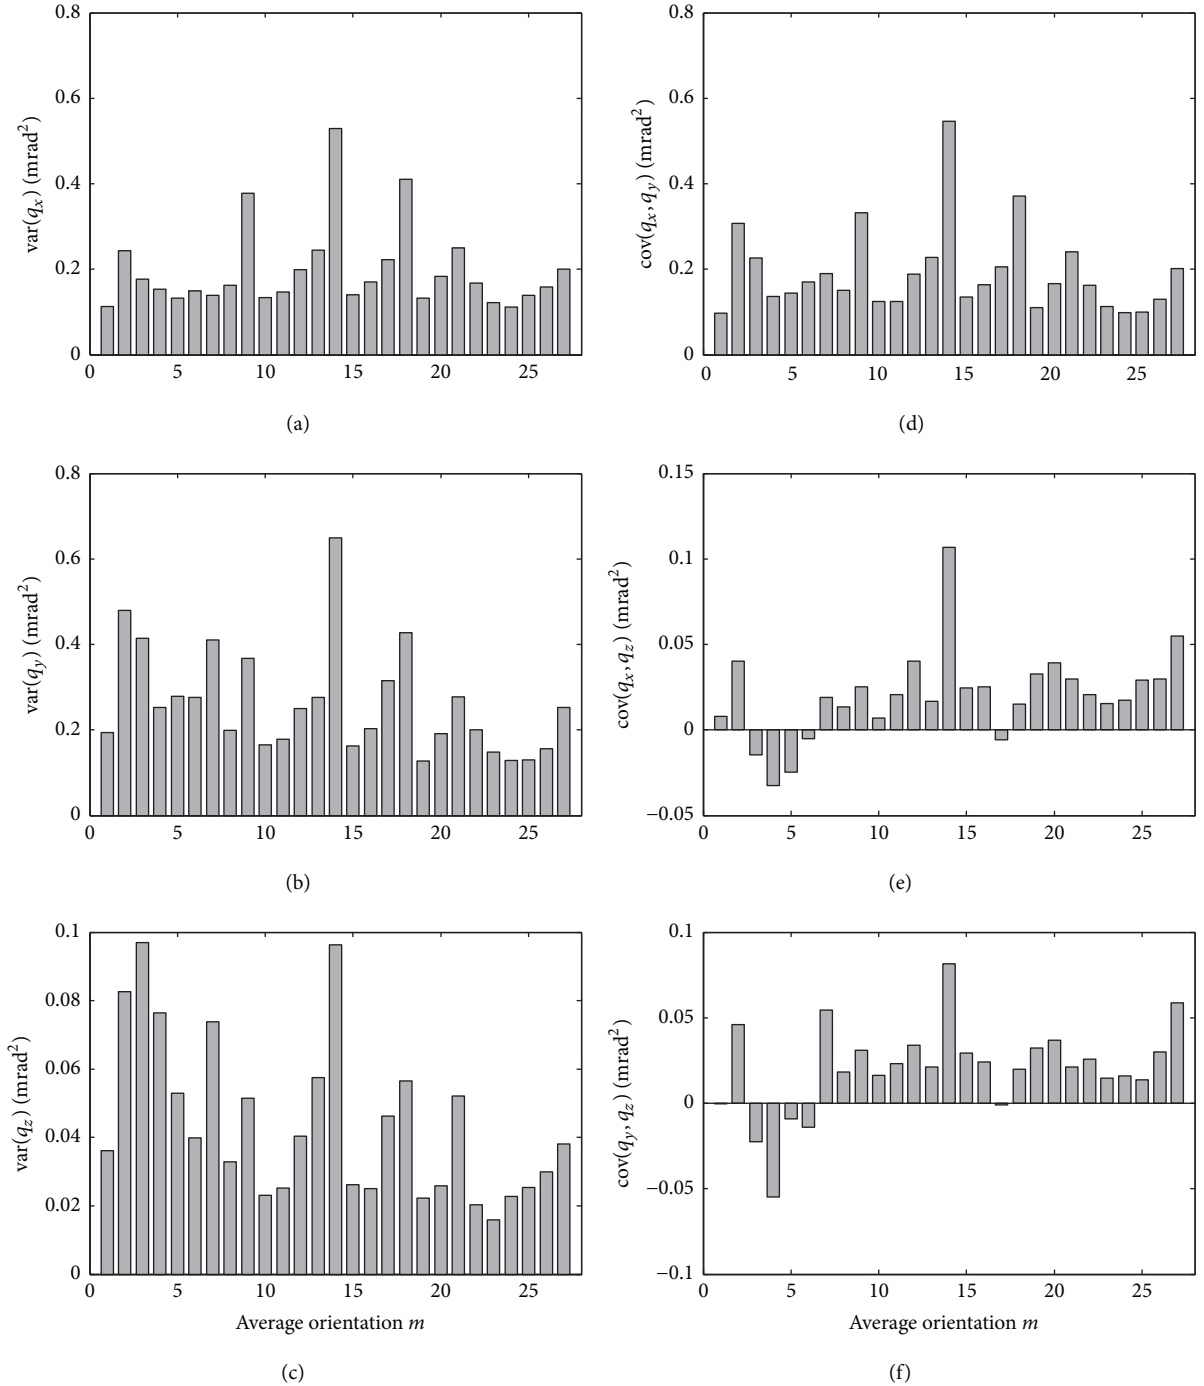 0.8
0.6
0.4
0.2
0
var(q_x) (mrad²)
0 5 10 15 20 25
(a)
0.8
0.6
0.4
0.2
0
cov(q_x, q_y) (mrad²)
0 5 10 15 20 25
(d)
0.8
0.6
0.4
0.2
0
var(q_y) (mrad²)
0 5 10 15 20 25
(b)
0.15
0.1
0.05
0
−0.05
cov(q_x, q_z) (mrad²)
0 5 10 15 20 25
(e)
0.1
0.08
0.06
0.04
0.02
0
var(q_z) (mrad²)
0 5 10 15 20 25
Average orientation m
(c)
0.1
0.05
0
−0.05
−0.1
cov(q_y, q_z) (mrad²)
0 5 10 15 20 25
Average orientation m
(f)